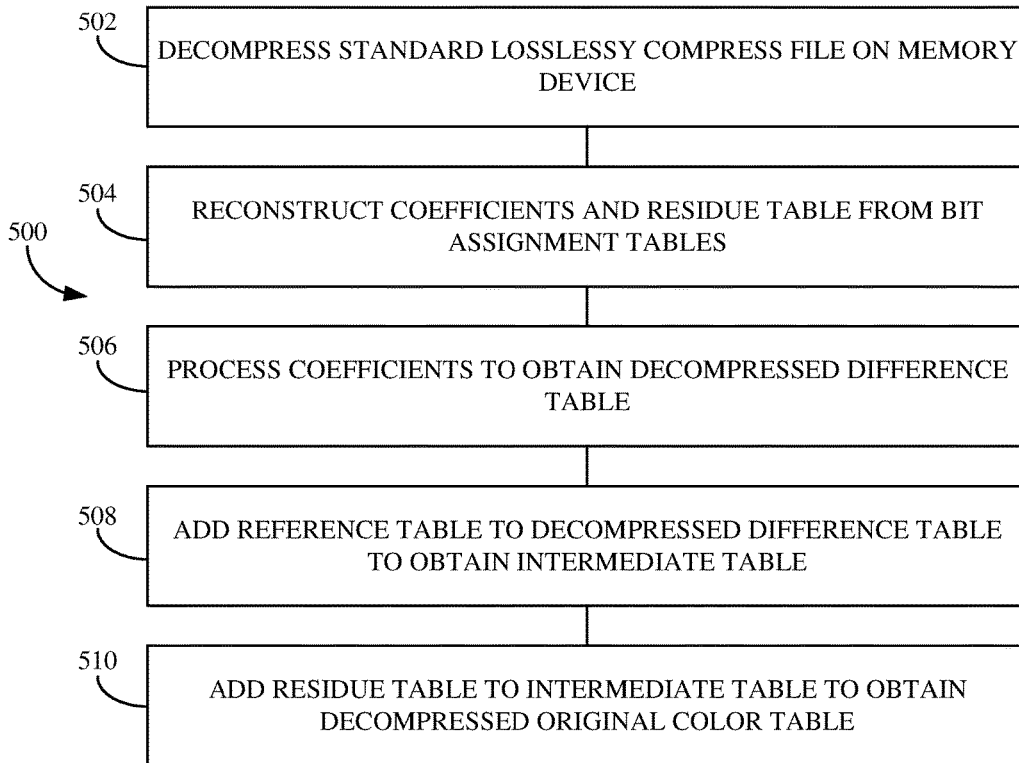 502
DECOMPRESS STANDARD LOSSLESSY COMPRESS FILE ON MEMORY
DEVICE
504
RECONSTRUCT COEFFICIENTS AND RESIDUE TABLE FROM BIT
ASSIGNMENT TABLES
500
506
PROCESS COEFFICIENTS TO OBTAIN DECOMPRESSED DIFFERENCE
TABLE
508
ADD REFERENCE TABLE TO DECOMPRESSED DIFFERENCE TABLE
TO OBTAIN INTERMEDIATE TABLE
510
ADD RESIDUE TABLE TO INTERMEDIATE TABLE TO OBTAIN
DECOMPRESSED ORIGINAL COLOR TABLE